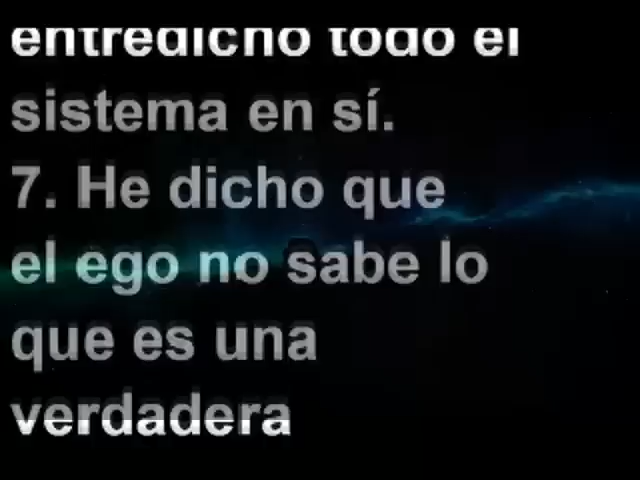 entredicho todo el
sistema en sí.
7. He dicho que
el ego no sabe lo
que es una
verdadera